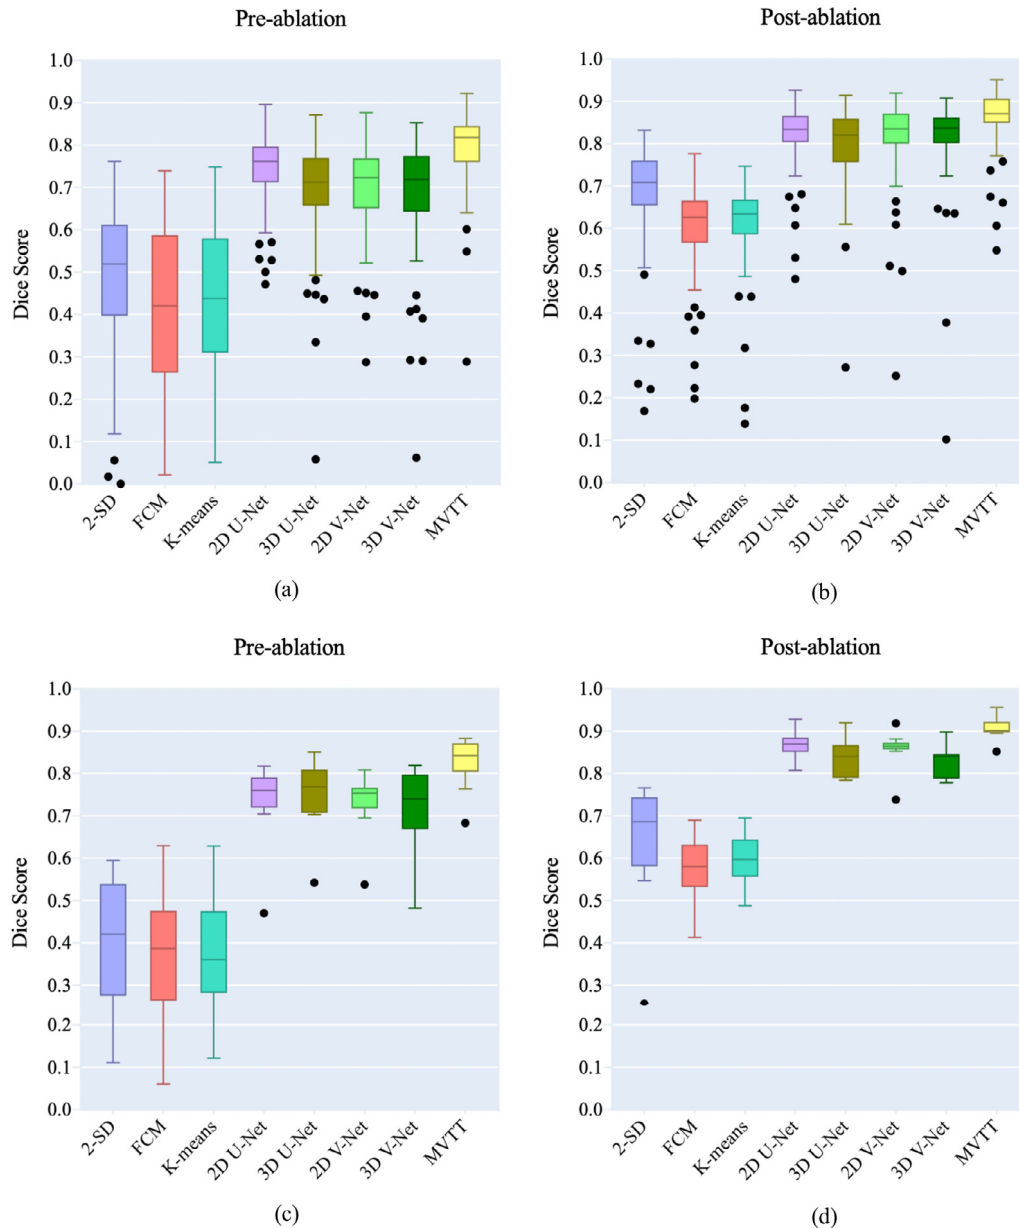 Pre-ablation
Dice Score
1.0
0.9
0.8
0.7
0.6
0.5
0.4
0.3
0.2
0.1
0.0
2-SD
FCM
K-means
2D U-Net
3D U-Net
2D V-Net
3D V-Net
MVTT
(a)
Post-ablation
Dice Score
1.0
0.9
0.8
0.7
0.6
0.5
0.4
0.3
0.2
0.1
0.0
2-SD
FCM
K-means
2D U-Net
3D U-Net
2D V-Net
3D V-Net
MVTT
(b)
Pre-ablation
Dice Score
1.0
0.9
0.8
0.7
0.6
0.5
0.4
0.3
0.2
0.1
0.0
2-SD
FCM
K-means
2D U-Net
3D U-Net
2D V-Net
3D V-Net
MVTT
(c)
Post-ablation
Dice Score
1.0
0.9
0.8
0.7
0.6
0.5
0.4
0.3
0.2
0.1
0.0
2-SD
FCM
K-means
2D U-Net
3D U-Net
2D V-Net
3D V-Net
MVTT
(d)